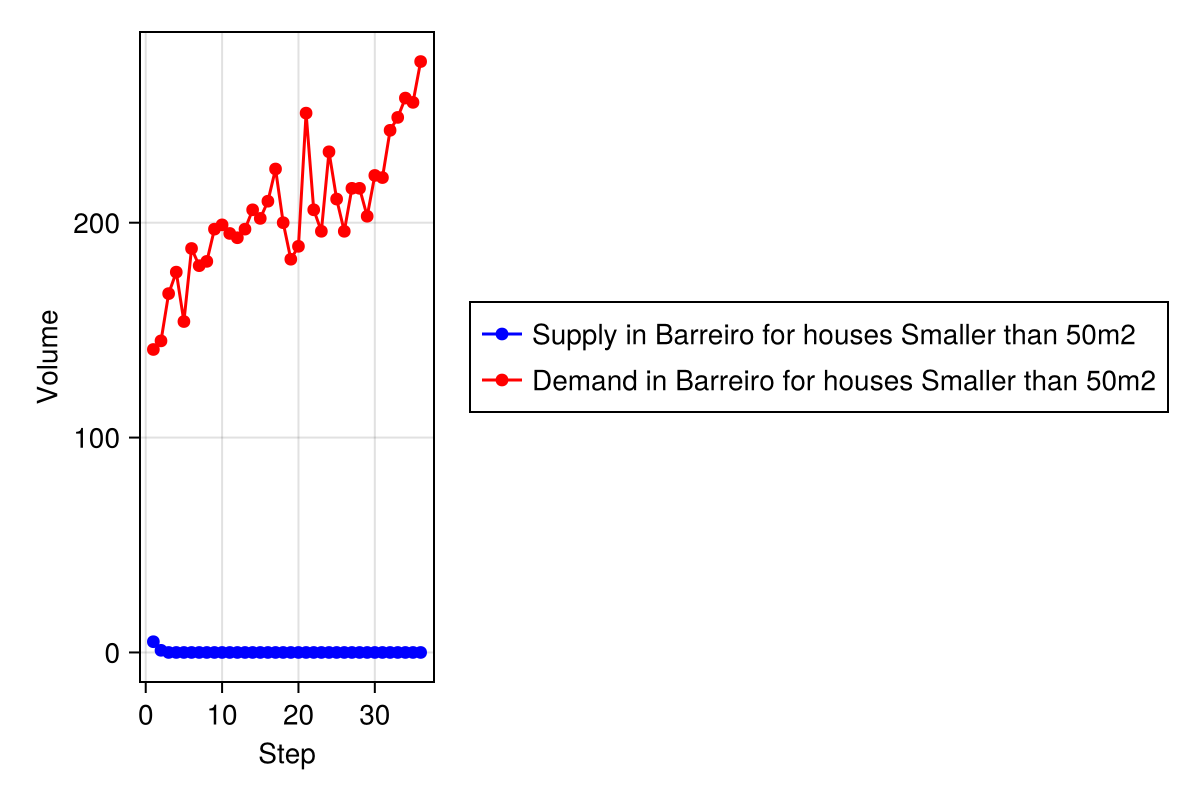 Volume
200
100
0
0 10 20 30
Step
Supply in Barreiro for houses Smaller than 50m2
Demand in Barreiro for houses Smaller than 50m2